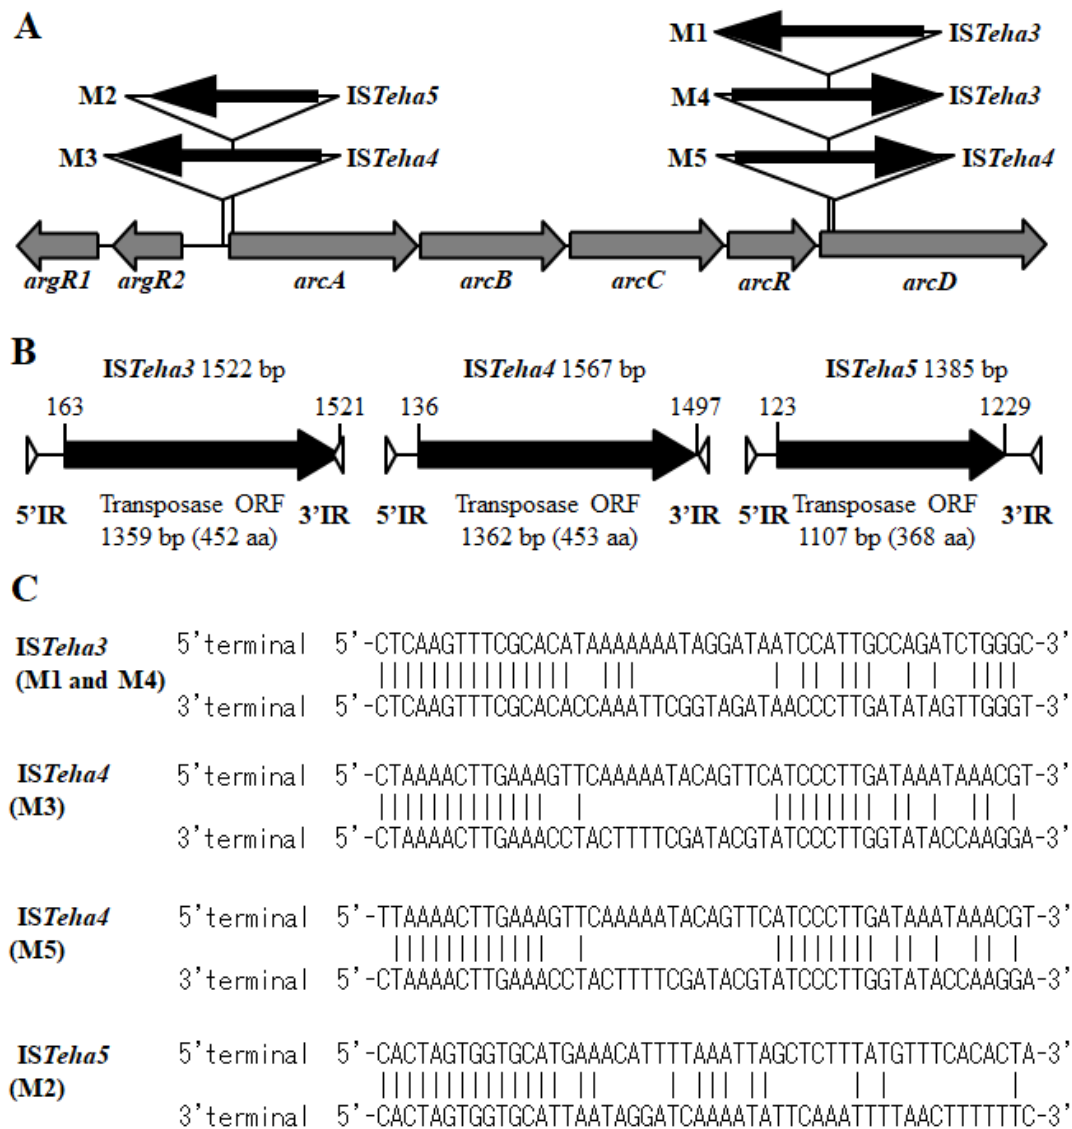 A
M1 ISTeha3
M2 ISTeha5 M4 ISTeha3
M3 ISTeha4 M5 ISTeha4
argR1 argR2 arcA arcB arcC arcR arcD
B
ISTeha3 1522 bp ISTeha4 1567 bp ISTeha5 1385 bp
163 1521 136 1497 123 1229
5'IR Transposase ORF 3'IR 5'IR Transposase ORF 3'IR 5'IR Transposase ORF 3'IR
1359 bp (452 aa) 1362 bp (453 aa) 1107 bp (368 aa)
C
ISTeha3 5'terminal 5'-CTCAAGTTTCGCACATAAAAAAATAGGATAATCCATTGCCAGATCTGGGC-3'
(M1 and M4)
3'terminal 5'-CTCAAGTTTCGCACACCAAATTCGGTAGATAACCCTTGATATAGTTGGGT-3'
ISTeha4 5'terminal 5'-CTAAAACTTGAAAGTTCAAAAATACAGTTCATCCCTTGATAAATAAACGT-3'
(M3)
3'terminal 5'-CTAAAACTTGAAACCTACTTTTCGATACGTATCCCTTGGTATACCAAGGA-3'
ISTeha4 5'terminal 5'-TTAAAACTTGAAAGTTCAAAAATACAGTTCATCCCTTGATAAATAAACGT-3'
(M5)
3'terminal 5'-CTAAAACTTGAAACCTACTTTTCGATACGTATCCCTTGGTATACCAAGGA-3'
ISTeha5 5'terminal 5'-CACTAGTGGTGCATGAAACATTTTAAATTAGCTCTTTATGTTTCACACTA-3'
(M2)
3'terminal 5'-CACTAGTGGTGCATTAATAGGATCAAAATATTCAAATTTTAACTTTTTTC-3'